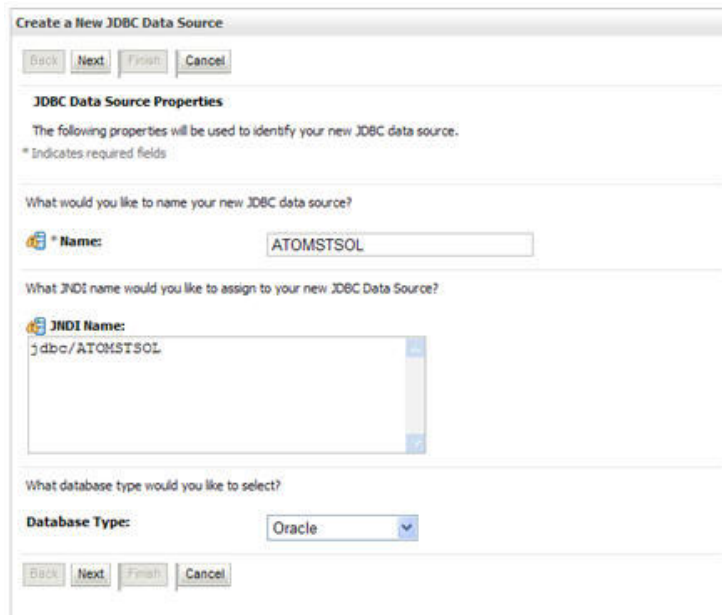 Create a New JDBC Data Source
Back Next Finish Cancel
JDBC Data Source Properties
The following properties will be used to identify your new JDBC data source.
* Indicates required fields
What would you like to name your new JDBC data source?
* Name: ATOMSTSOL
What JNDI name would you like to assign to your new JDBC Data Source?
JNDI Name:
jdbc/ATOMSTSOL
What database type would you like to select?
Database Type: Oracle
Back Next Finish Cancel